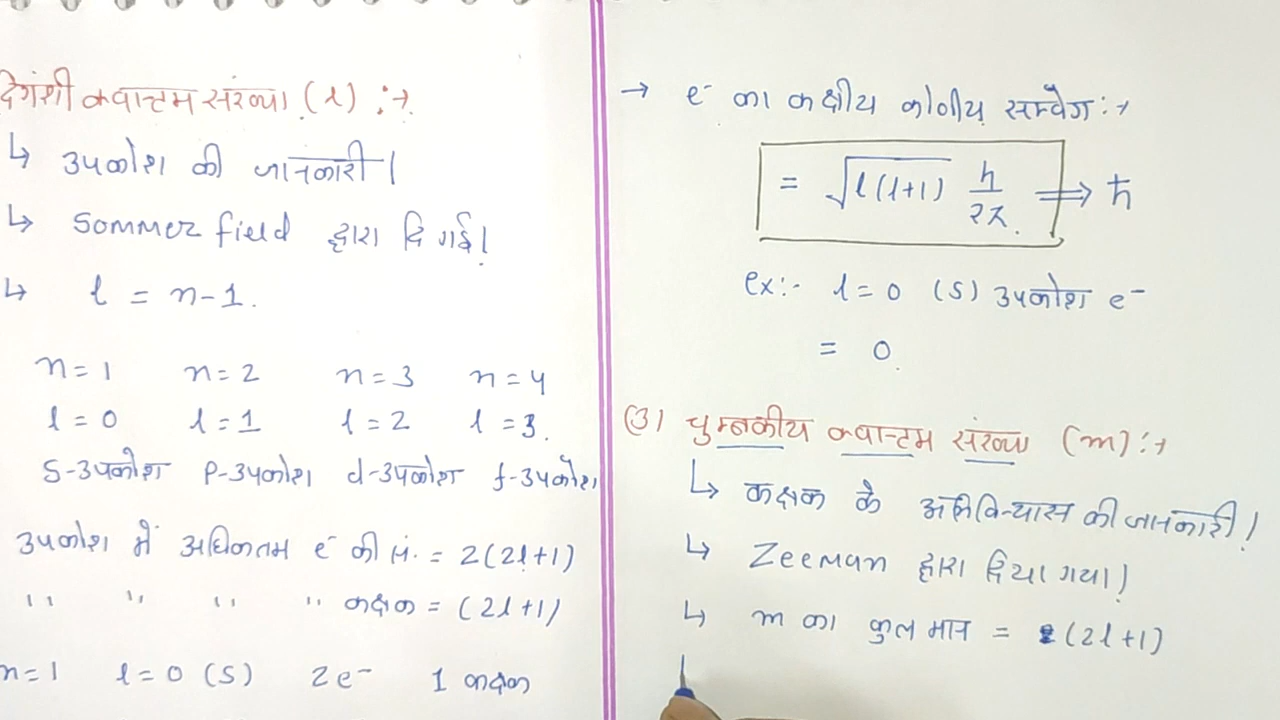 दिगंशी क्वान्टम संख्या (l) :→
↳ उपकोश की जानकारी।
↳ Sommerfield द्वारा दि गई।
↳ l = n-1.
n=1 n=2 n=3 n=4
l=0 l=1 l=2 l=3.
S-उपकोश P-उपकोश d-उपकोश f-उपकोश
उपकोश में अधिकतम e⁻ की सं. = 2(2l+1)
" " " " कक्षक = (2l+1)
n=1 l=0 (S) 2e⁻ 1 कक्षक
→ e⁻ का कक्षीय कोणीय सम्वेग :→
= √l(l+1) h/2π. ⟹ ħ
ex:- l=0 (S) उपकोश e⁻
= 0.
(3) चुम्बकीय क्वान्टम संख्या (m) :→
↳ कक्षक के अभिविन्यास की जानकारी।
↳ Zeeman द्वारा दिया गया।
↳ m का कुल मान = (2l+1)